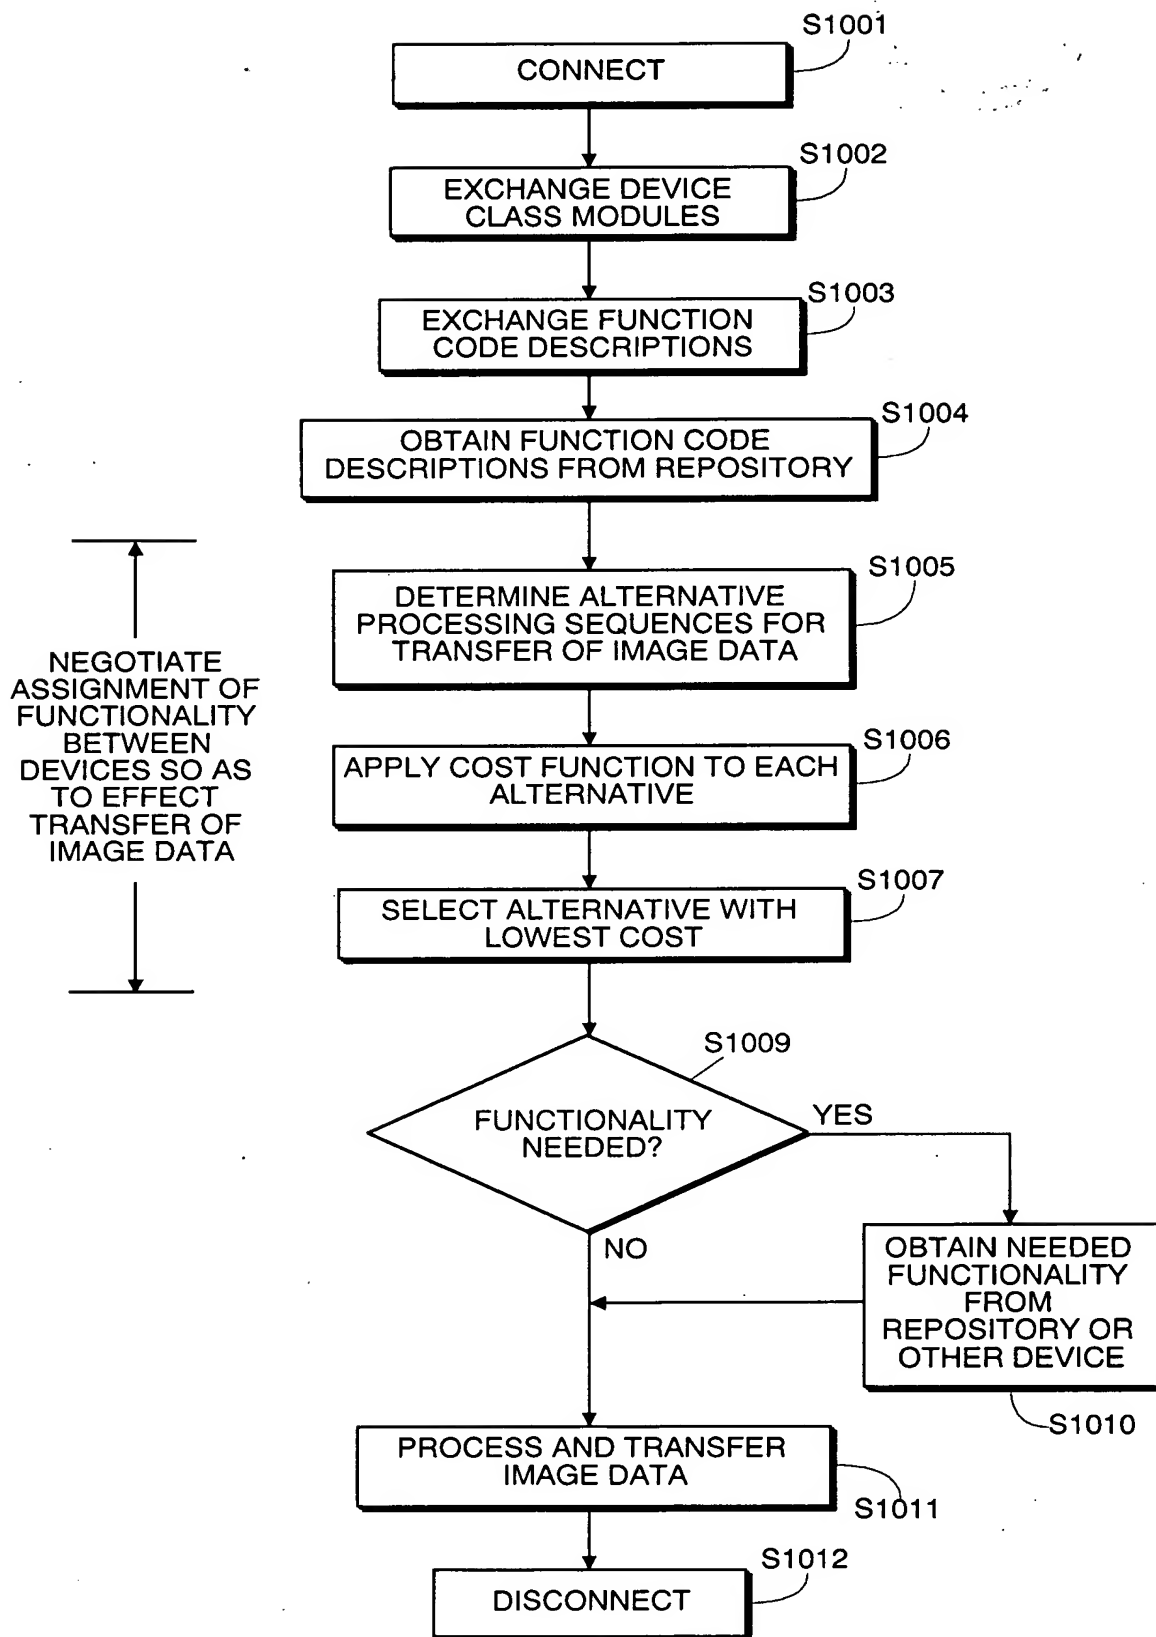 S1001
CONNECT
S1002
EXCHANGE DEVICE
CLASS MODULES
S1003
EXCHANGE FUNCTION
CODE DESCRIPTIONS
S1004
OBTAIN FUNCTION CODE
DESCRIPTIONS FROM REPOSITORY
NEGOTIATE
ASSIGNMENT OF
FUNCTIONALITY
BETWEEN
DEVICES SO AS
TO EFFECT
TRANSFER OF
IMAGE DATA
S1005
DETERMINE ALTERNATIVE
PROCESSING SEQUENCES FOR
TRANSFER OF IMAGE DATA
S1006
APPLY COST FUNCTION TO EACH
ALTERNATIVE
S1007
SELECT ALTERNATIVE WITH
LOWEST COST
S1009
FUNCTIONALITY
NEEDED?
YES
NO
OBTAIN NEEDED
FUNCTIONALITY
FROM
REPOSITORY OR
OTHER DEVICE
S1010
PROCESS AND TRANSFER
IMAGE DATA
S1011
S1012
DISCONNECT